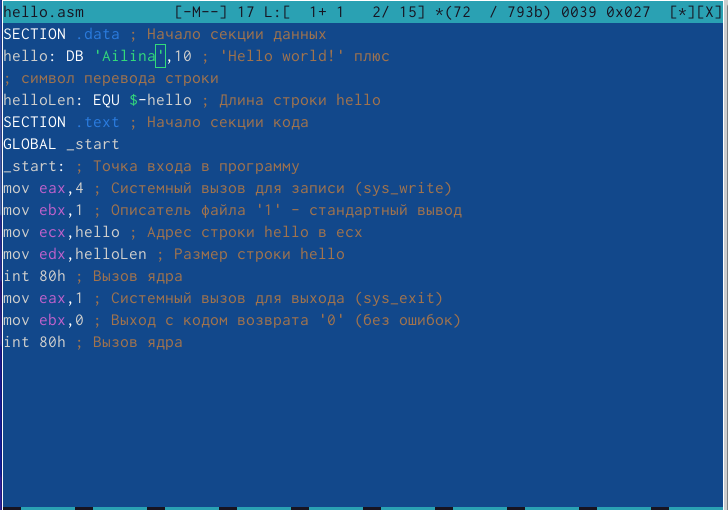 hello.asm [-M--] 17 L:[ 1+ 1 2/ 15] *(72 / 793b) 0039 0x027 [*][X]
SECTION .data ; Начало секции данных
hello: DB 'Ailina',10 ; 'Hello world!' плюс
; символ перевода строки
helloLen: EQU $-hello ; Длина строки hello
SECTION .text ; Начало секции кода
GLOBAL _start
_start: ; Точка входа в программу
mov eax,4 ; Системный вызов для записи (sys_write)
mov ebx,1 ; Описатель файла '1' - стандартный вывод
mov ecx,hello ; Адрес строки hello в ecx
mov edx,helloLen ; Размер строки hello
int 80h ; Вызов ядра
mov eax,1 ; Системный вызов для выхода (sys_exit)
mov ebx,0 ; Выход с кодом возврата '0' (без ошибок)
int 80h ; Вызов ядра